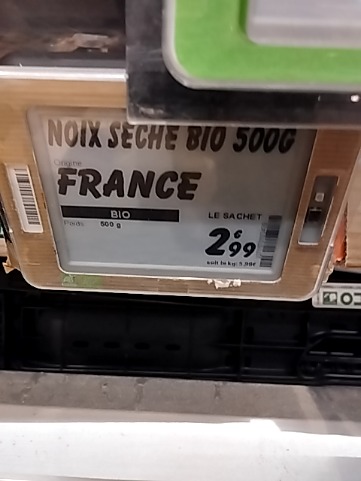 NOIX SECHE BIO 500G
Origine
FRANCE
BIO
Poids: 500 g
LE SACHET
2€99
soit le kg: 5,98€